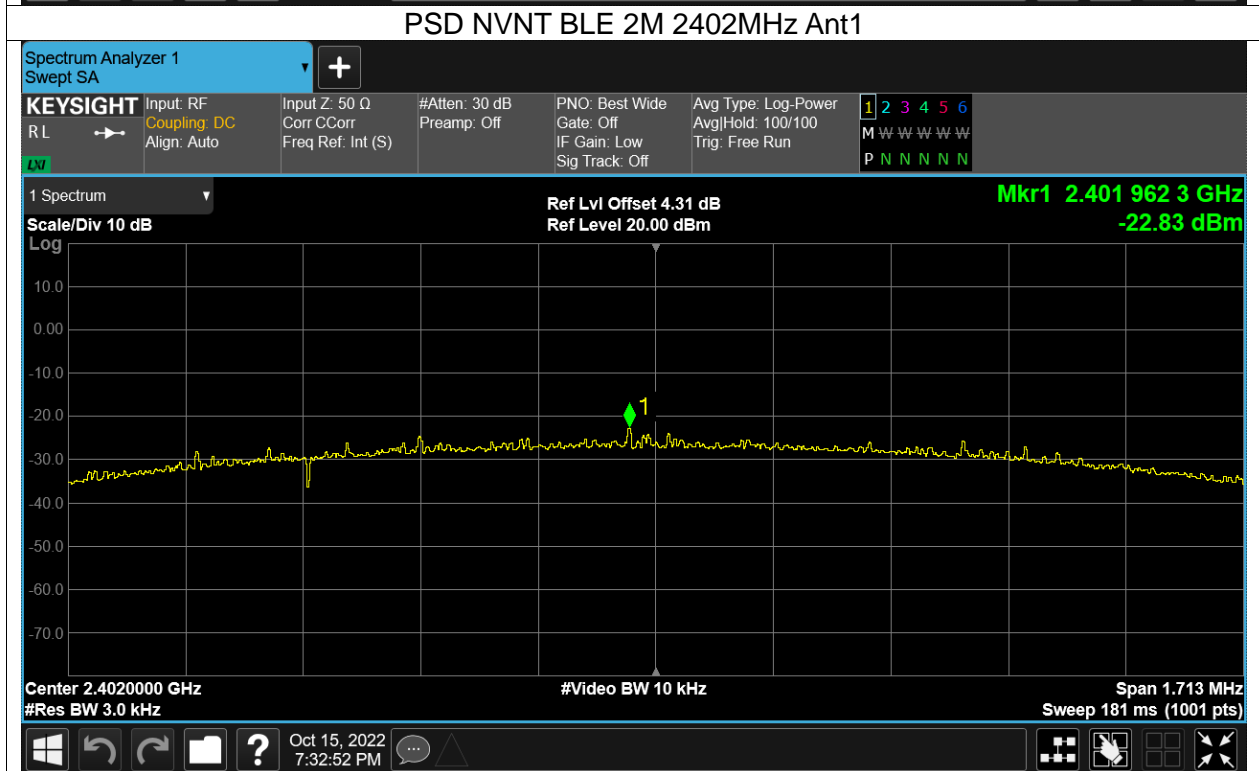 PSD NVNT BLE 2M 2402MHz Ant1
Spectrum Analyzer 1
Swept SA
+
KEYSIGHT
R L
LXI
Input: RF
Coupling: DC
Align: Auto
Input Z: 50 Ω
Corr CCorr
Freq Ref: Int (S)
#Atten: 30 dB
Preamp: Off
PNO: Best Wide
Gate: Off
IF Gain: Low
Sig Track: Off
Avg Type: Log-Power
Avg|Hold: 100/100
Trig: Free Run
1 2 3 4 5 6
M W W W W W
P N N N N N
1 Spectrum
Scale/Div 10 dB
Ref Lvl Offset 4.31 dB
Ref Level 20.00 dBm
Mkr1 2.401 962 3 GHz
-22.83 dBm
Log
10.0
0.00
-10.0
-20.0
-30.0
-40.0
-50.0
-60.0
-70.0
1
Center 2.4020000 GHz
#Res BW 3.0 kHz
#Video BW 10 kHz
Span 1.713 MHz
Sweep 181 ms (1001 pts)
?
Oct 15, 2022
7:32:52 PM